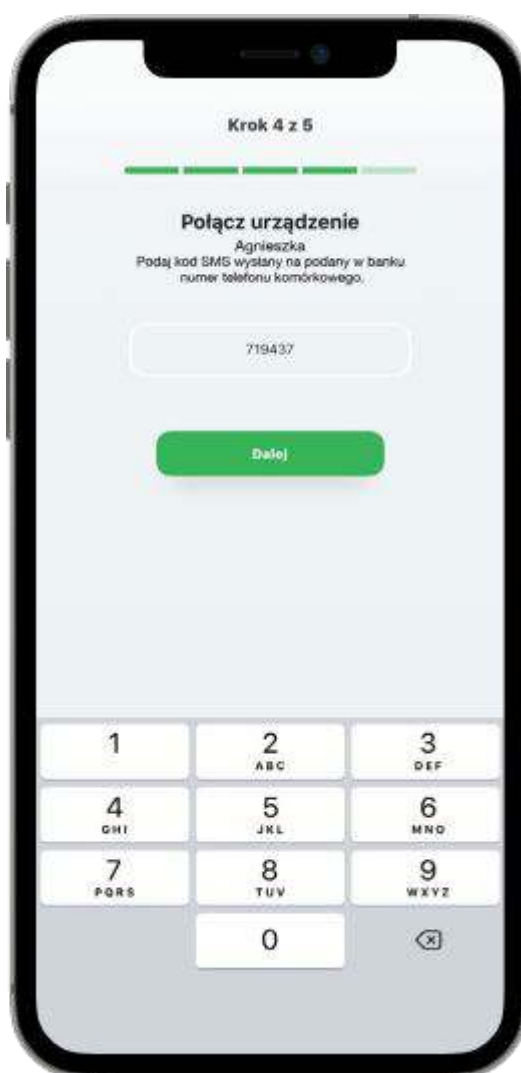 Krok 4 z 5
Połącz urządzenie
Agnieszka
Podaj kod SMS wysłany na podany w banku
numer telefonu komórkowego.
719437
Dalej
1
2
3
ABC
DEF
4
5
6
GHI
JKL
MNO
7
8
9
PQRS
TUV
WXYZ
0